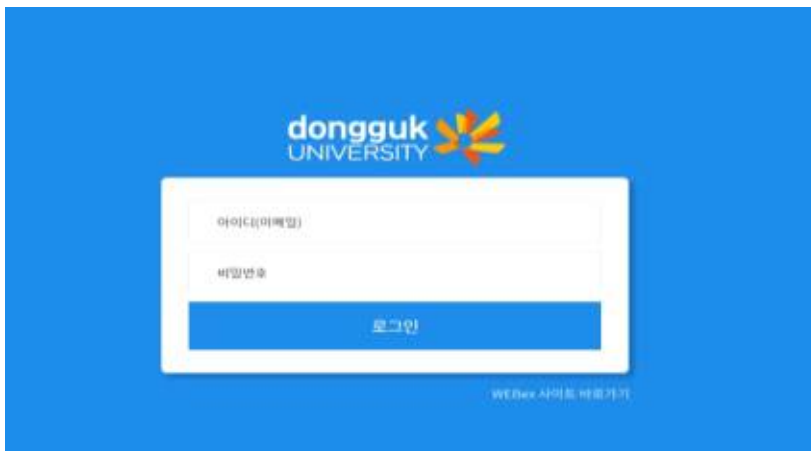 dongguk
UNIVERSITY
아이디(이메일)
비밀번호
로그인
WEBex 사이트 바로가기